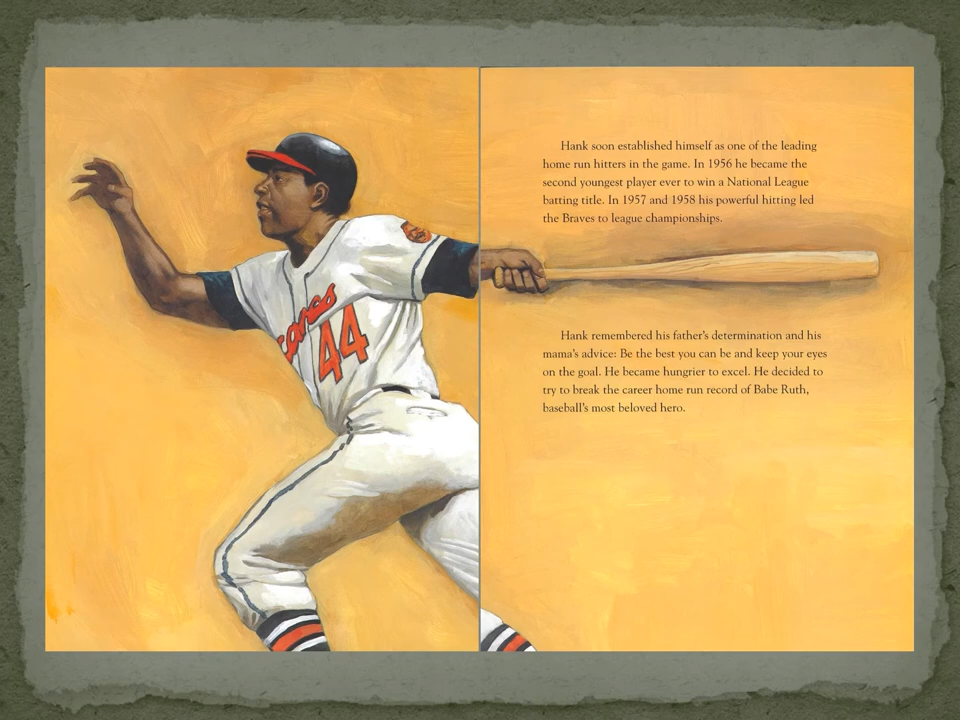 aves
44
Hank soon established himself as one of the leading
home run hitters in the game. In 1956 he became the
second youngest player ever to win a National League
batting title. In 1957 and 1958 his powerful hitting led
the Braves to league championships.
Hank remembered his father's determination and his
mama's advice: Be the best you can be and keep your eyes
on the goal. He became hungrier to excel. He decided to
try to break the career home run record of Babe Ruth,
baseball's most beloved hero.